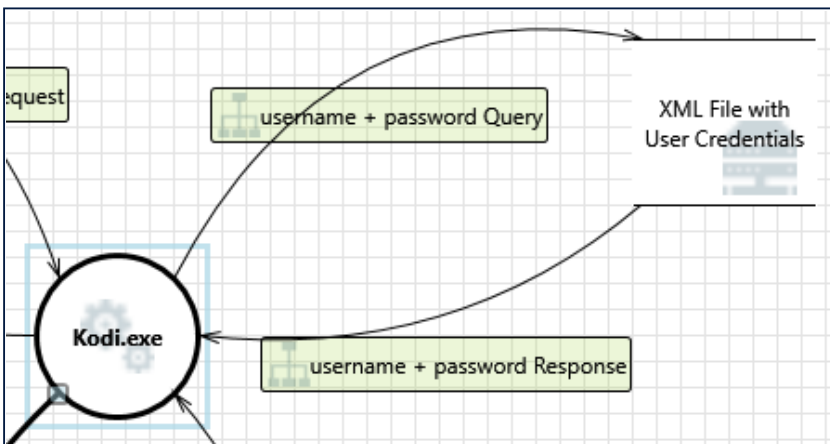 equest
username + password Query
XML File with
User Credentials
Kodi.exe
username + password Response